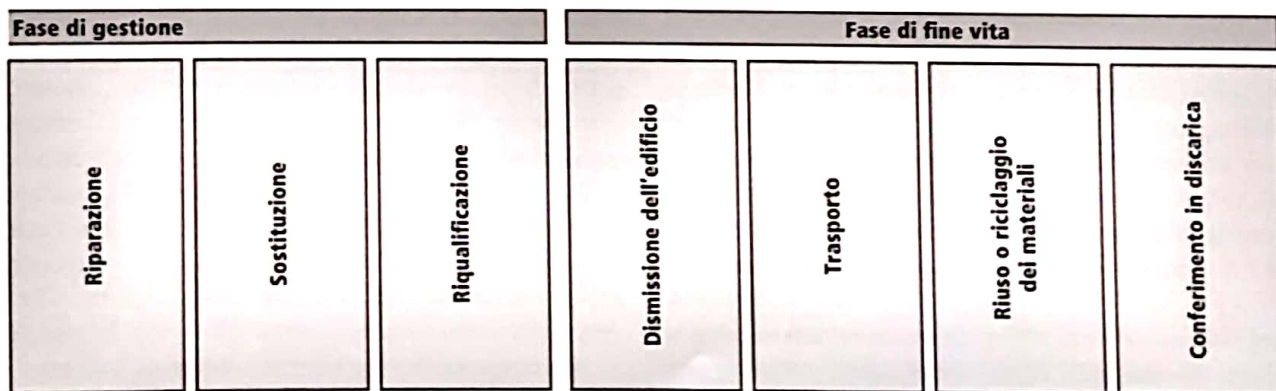 Fase di gestione
Fase di fine vita
Riparazione
Sostituzione
Riqualificazione
Dismissione dell'edificio
Trasporto
Riuso o riciclaggio
dei materiali
Conferimento in discarica